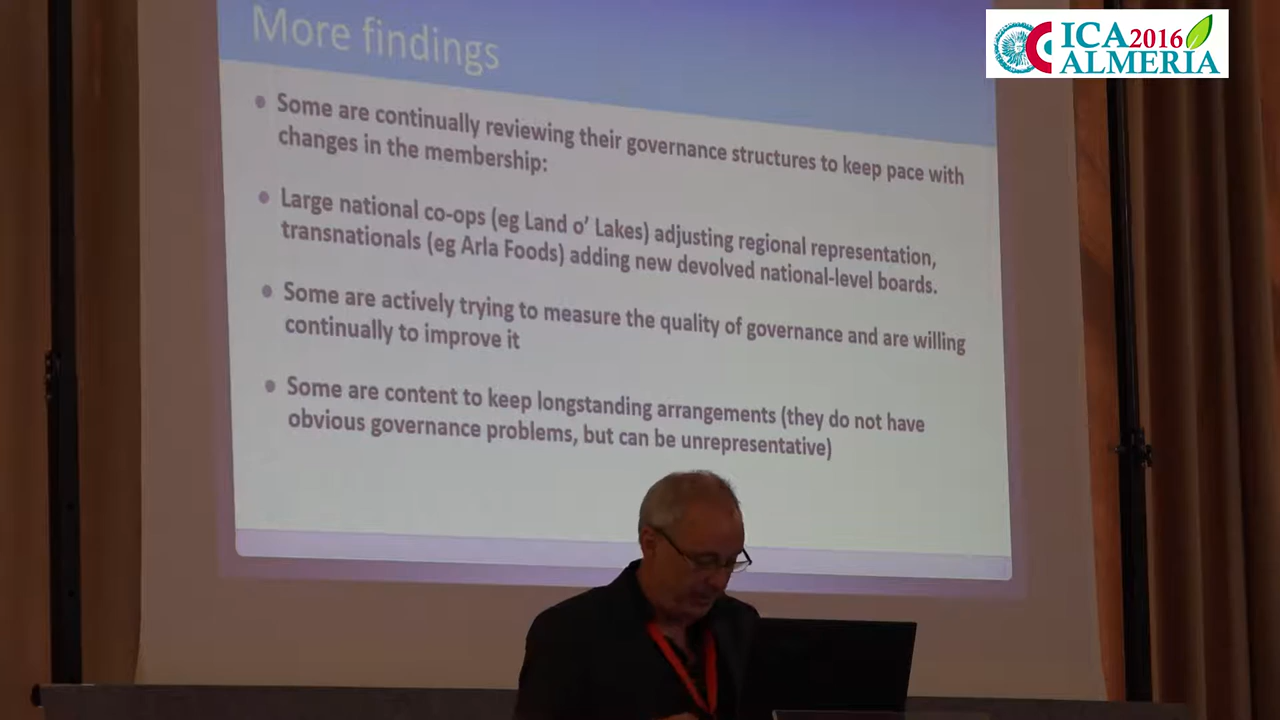 More findings
ICA 2016
ALMERIA
• Some are continually reviewing their governance structures to keep pace with
changes in the membership:
• Large national co-ops (eg Land o' Lakes) adjusting regional representation,
transnationals (eg Arla Foods) adding new devolved national-level boards.
• Some are actively trying to measure the quality of governance and are willing
continually to improve it
• Some are content to keep longstanding arrangements (they do not have
obvious governance problems, but can be unrepresentative)